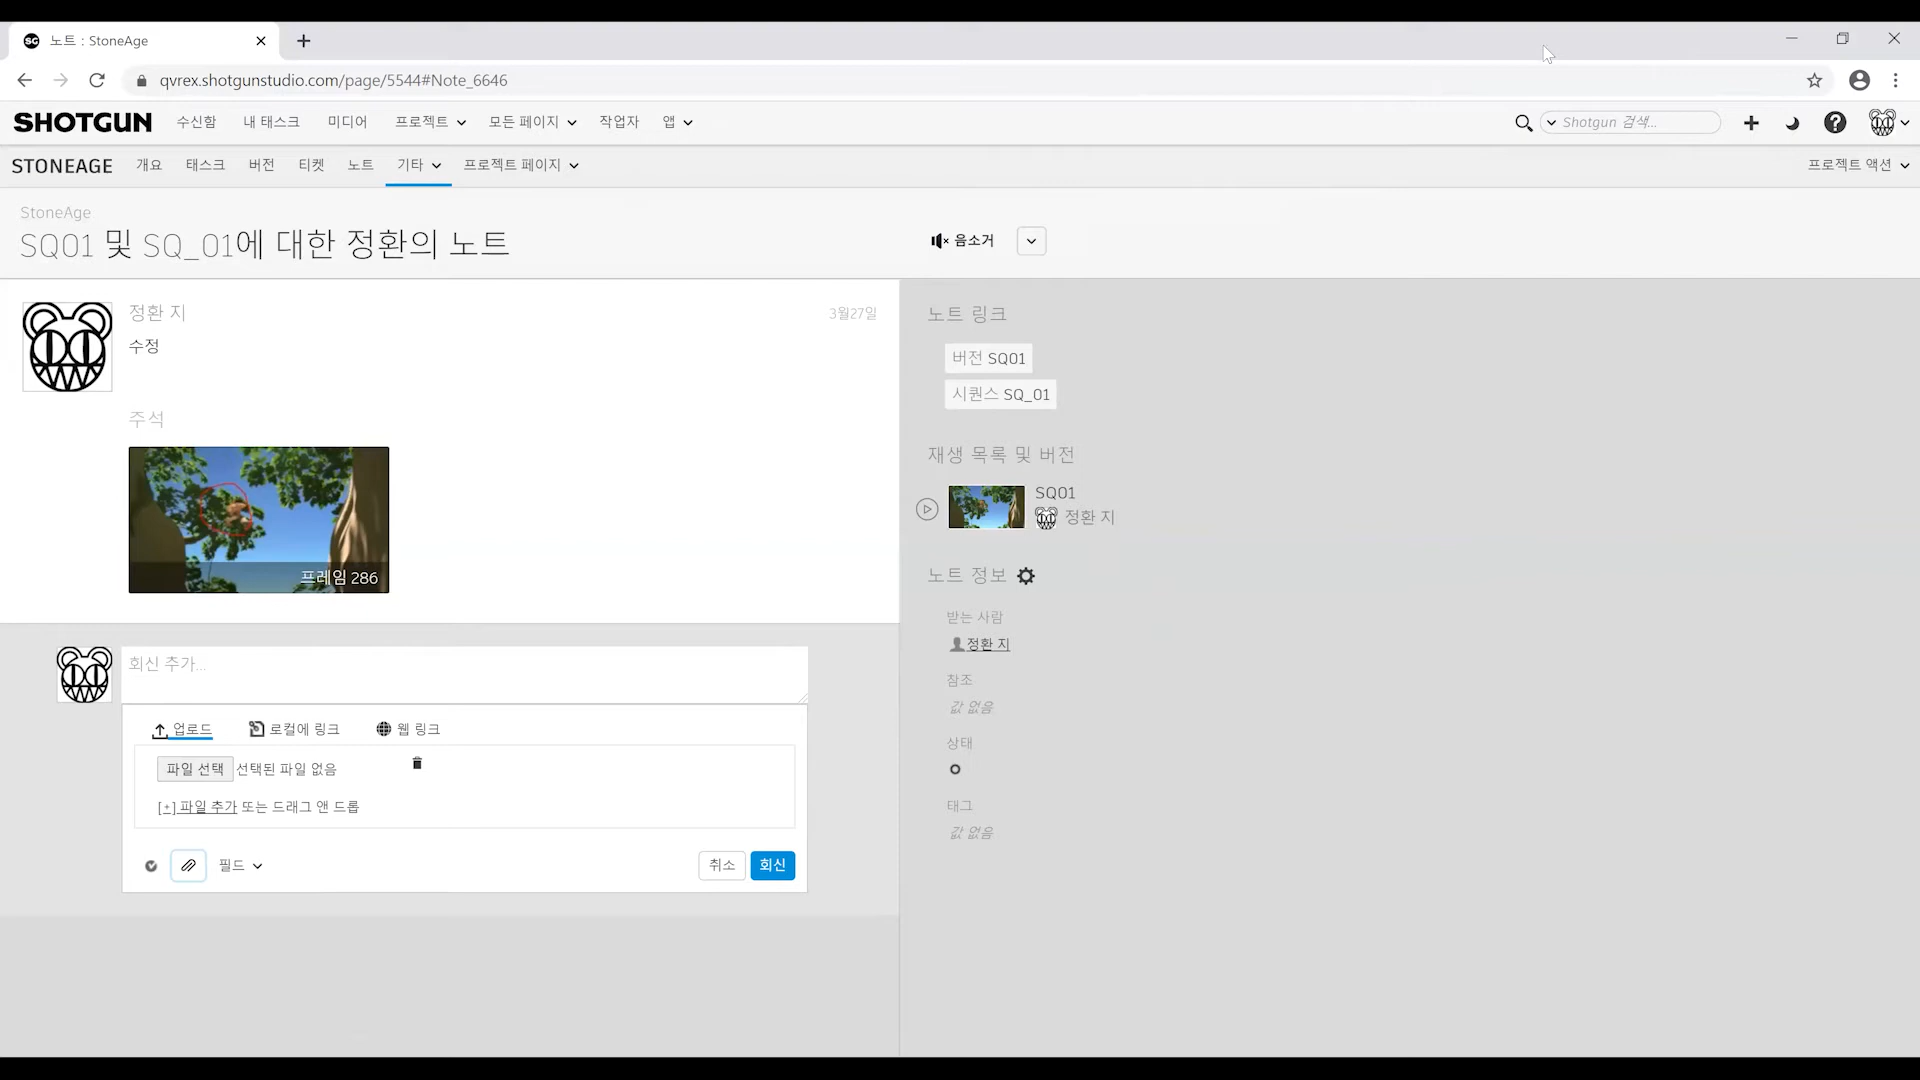 노트 : StoneAge
qvrex.shotgunstudio.com/page/5544#Note_6646
SHOTGUN 수신함 내 태스크 미디어 프로젝트 모든 페이지 작업자 앱 Shotgun 검색...
STONEAGE 개요 태스크 버전 티켓 노트 기타 프로젝트 페이지 프로젝트 액션
StoneAge
SQ01 및 SQ_01에 대한 정환의 노트
음소거
정환 지 3월27일
수정
주석
프레임 286
회신 추가...
업로드 로컬에 링크 웹 링크
파일 선택 선택된 파일 없음
[+] 파일 추가 또는 드래그 앤 드롭
필드 취소 회신
노트 링크
버전 SQ01
시퀀스 SQ_01
재생 목록 및 버전
SQ01
정환 지
노트 정보
받는 사람
정환 지
참조
값 없음
상태
태그
값 없음